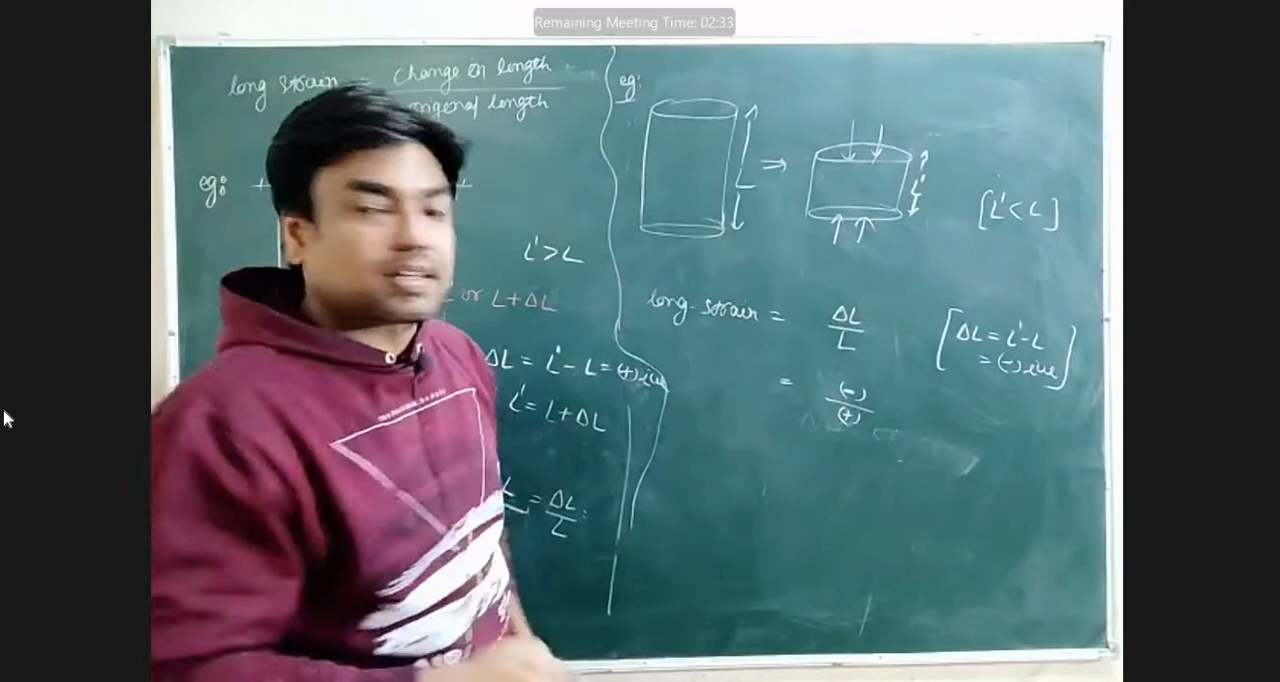 Remaining Meeting Time: 02:33
long strain = Change in length
origenal length
eg:
L' > L
L or L + ΔL
ΔL = L' - L = (+)ive
L' = L + ΔL
= ΔL
L
eg:
L
⇒
L'
[L' < L]
long-strain = ΔL
L
[ΔL = L' - L
= (-)ive]
= (-)
(+)